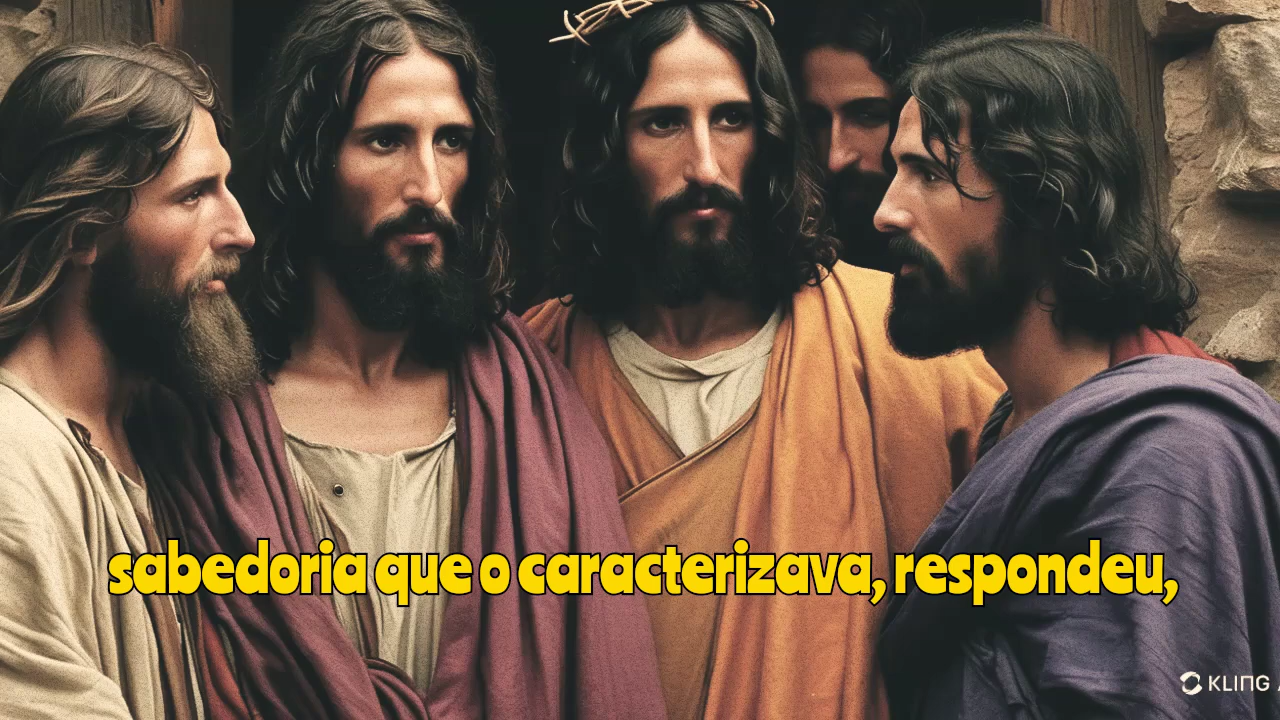 sabedoria que o caracterizava, respondeu,
KLING